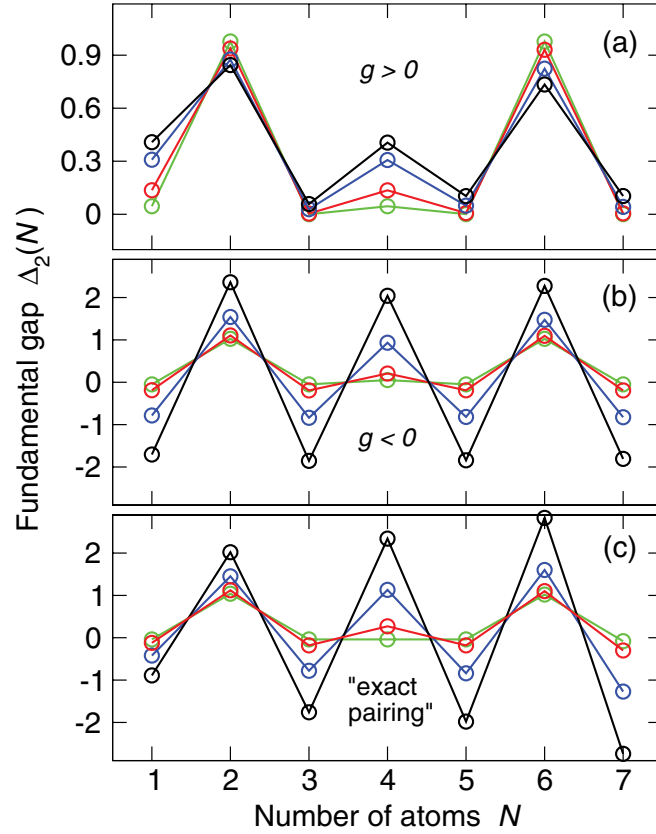 Fundamental gap Δ₂(N)
(a)
g > 0
0.9
0.6
0.3
0
(b)
g < 0
2
1
0
-1
-2
(c)
"exact
pairing"
2
1
0
-1
-2
1 2 3 4 5 6 7
Number of atoms N